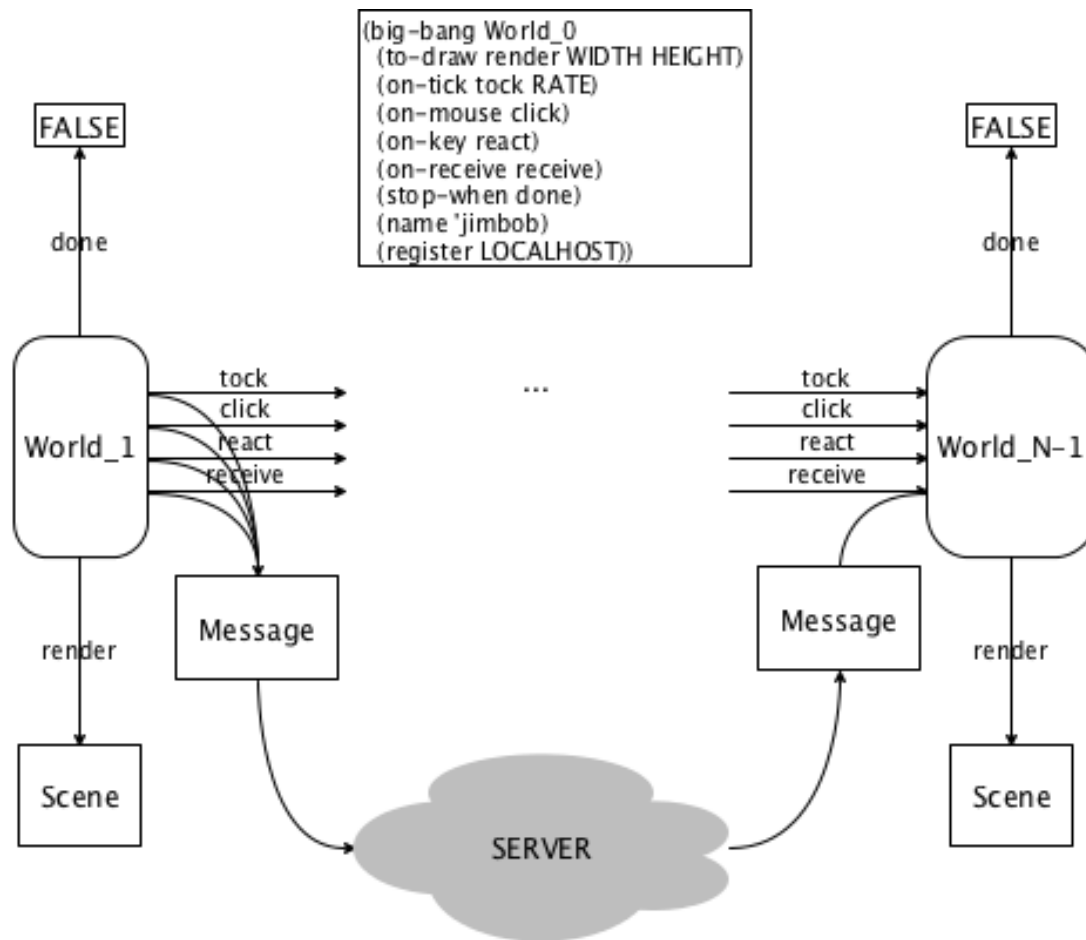 (big-bang World_0
(to-draw render WIDTH HEIGHT)
(on-tick tock RATE)
(on-mouse click)
(on-key react)
(on-receive receive)
(stop-when done)
(name 'jimbob)
(register LOCALHOST))
FALSE
FALSE
done
done
tock
...
tock
click
click
World_1
react
react
World_N-1
receive
receive
Message
Message
render
render
Scene
Scene
SERVER